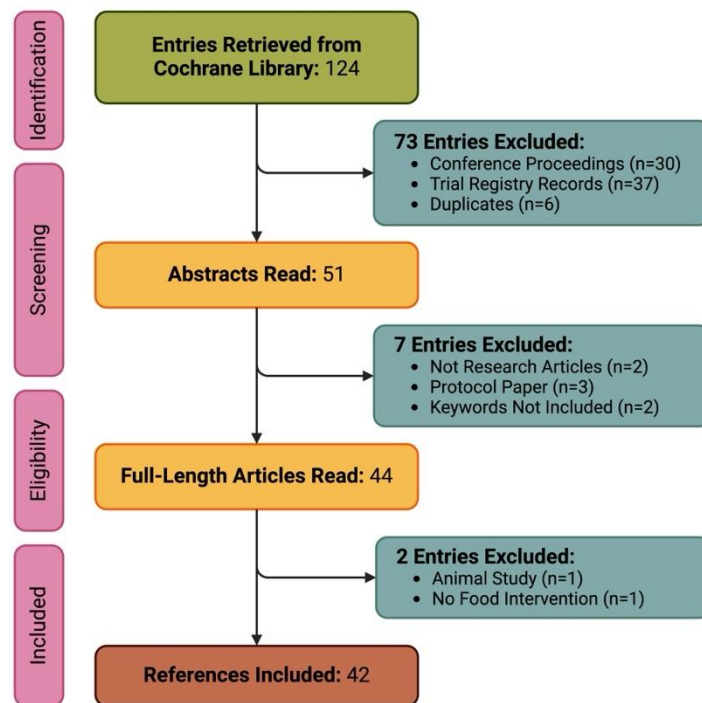 Identification
Entries Retrieved from
Cochrane Library: 124
73 Entries Excluded:
• Conference Proceedings (n=30)
• Trial Registry Records (n=37)
• Duplicates (n=6)
Screening
Abstracts Read: 51
7 Entries Excluded:
• Not Research Articles (n=2)
• Protocol Paper (n=3)
• Keywords Not Included (n=2)
Eligibility
Full-Length Articles Read: 44
2 Entries Excluded:
• Animal Study (n=1)
• No Food Intervention (n=1)
Included
References Included: 42